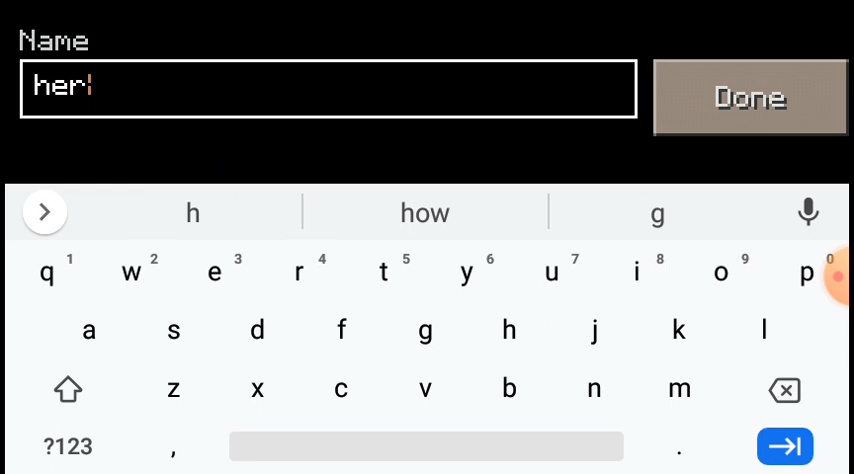 Name
her
Done
h how g
1 2 3 4 5 6 7 8 9 0
q w e r t y u i o p
a s d f g h j k l
z x c v b n m
?123 , .